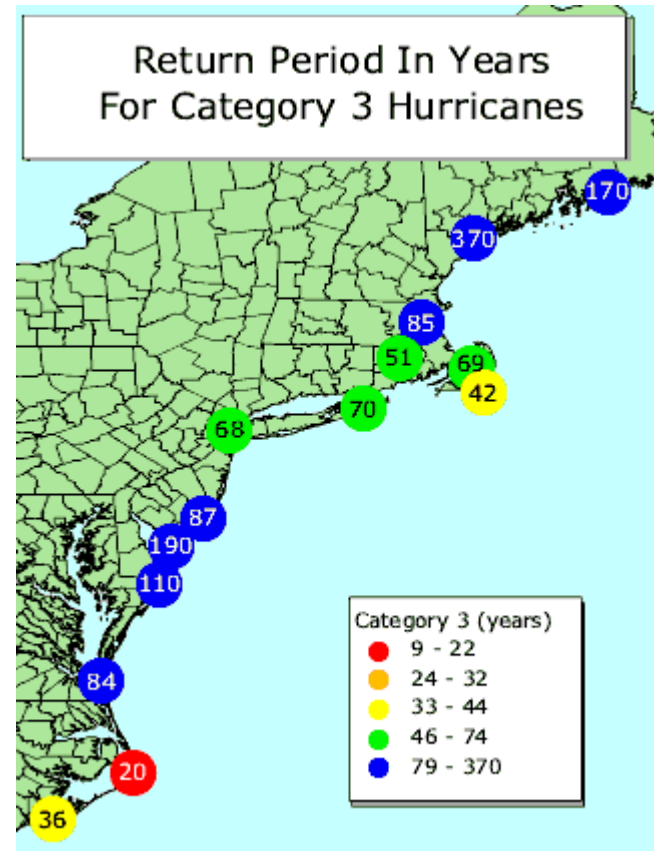 Return Period In Years
For Category 3 Hurricanes
170
370
85
51
69
42
70
68
87
190
110
84
20
36
Category 3 (years)
9 - 22
24 - 32
33 - 44
46 - 74
79 - 370